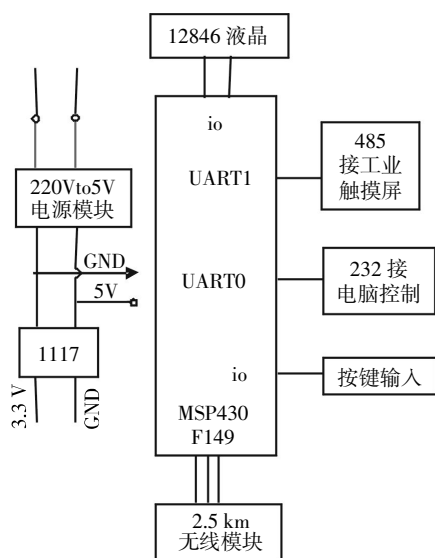 12846 液晶
io
UART1
485
接工业
触摸屏
220Vto5V
电源模块
GND
5V
UART0
232 接
电脑控制
1117
3.3 V
GND
io
按键输入
MSP430
F149
2.5 km
无线模块